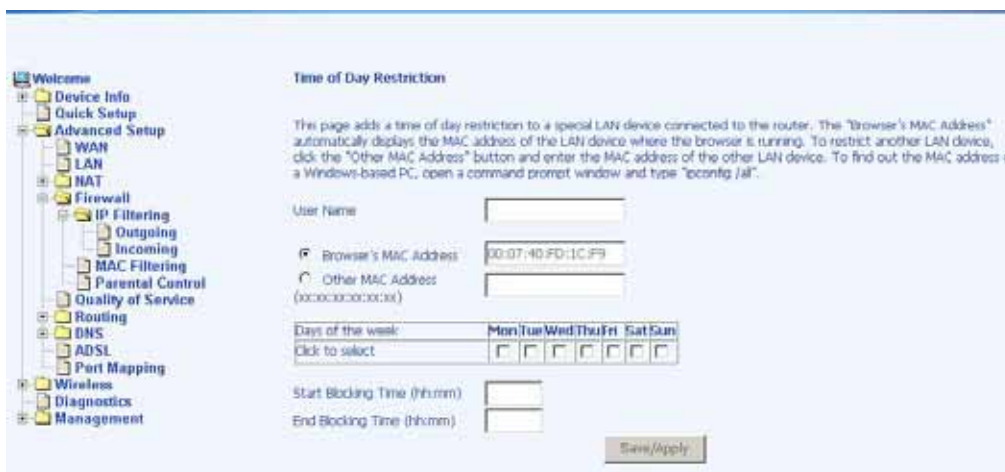 Welcome
Device Info
Quick Setup
Advanced Setup
WAN
LAN
NAT
Firewall
IP Filtering
Outgoing
Incoming
MAC Filtering
Parental Control
Quality of Service
Routing
DNS
ADSL
Port Mapping
Wireless
Diagnostics
Management
Time of Day Restriction
This page adds a time of day restriction to a special LAN device connected to the router. The "Browser's MAC Address"
automatically displays the MAC address of the LAN device where the browser is running. To restrict another LAN device,
click the "Other MAC Address" button and enter the MAC address of the other LAN device. To find out the MAC address
a Windows-based PC, open a command prompt window and type "ipconfig /all".
User Name
Browser's MAC Address 00:07:40:FD:1C:F9
Other MAC Address
(xx:xx:xx:xx:xx:xx)
Days of the week Mon Tue Wed Thu Fri Sat Sun
Click to select
Start Blocking Time (hh:mm)
End Blocking Time (hh:mm)
Save/Apply